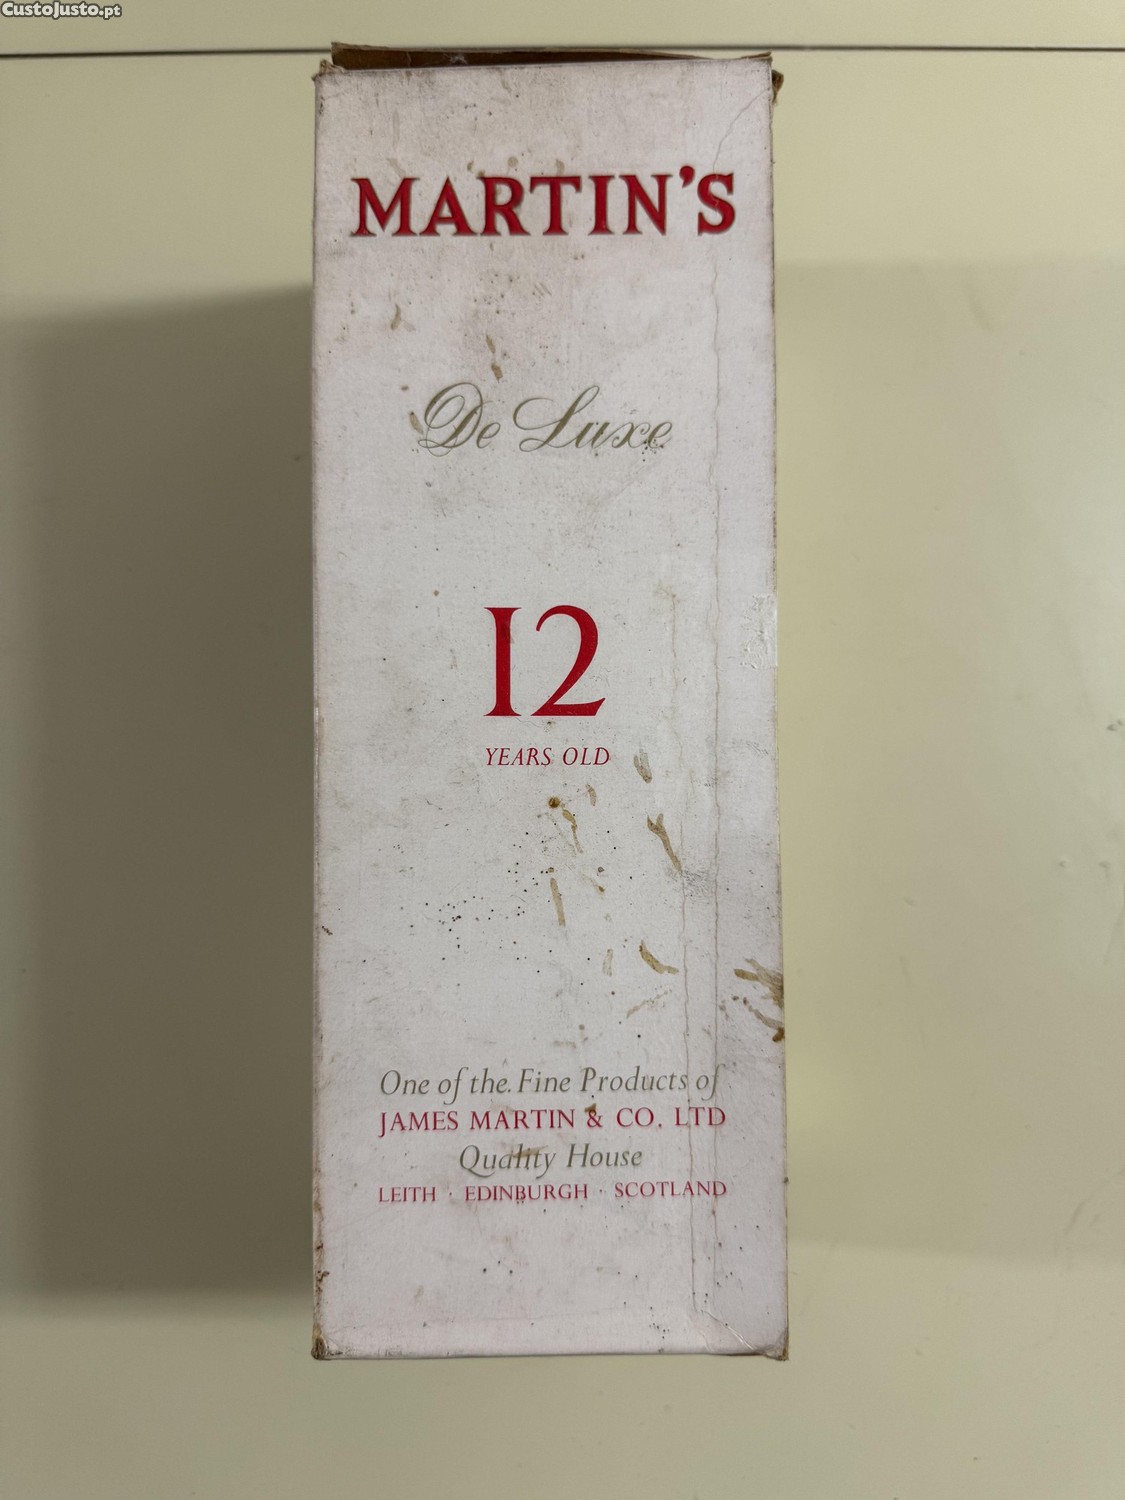 CustoJusto.pt
MARTIN'S
De Luxe
12
YEARS OLD
One of the Fine Products of
JAMES MARTIN & CO. LTD
Quality House
LEITH · EDINBURGH · SCOTLAND